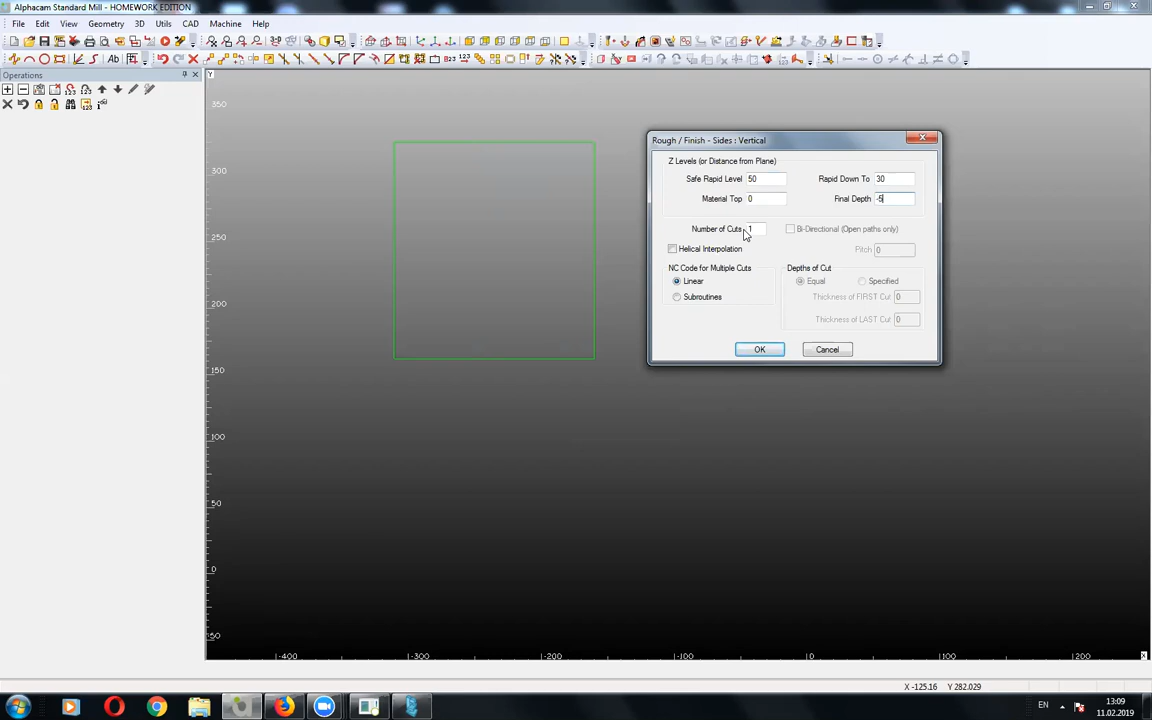 Alphacam Standard Mill - HOMEWORK EDITION
File Edit View Geometry 3D Utils CAD Machine Help
Operations
Y
350
300
250
200
150
100
50
0
50
-400 -300 -200 -100 0 100 200 X
Rough / Finish - Sides : Vertical
Z Levels (or Distance from Plane)
Safe Rapid Level 50 Rapid Down To 30
Material Top 0 Final Depth -5
Number of Cuts 1 Bi-Directional (Open paths only)
Helical Interpolation Pitch 0
NC Code for Multiple Cuts Depths of Cut
Linear Equal Specified
Subroutines Thickness of FIRST Cut 0
Thickness of LAST Cut 0
OK Cancel
X -125.16 Y 282.029
EN 13:09
11.02.2019